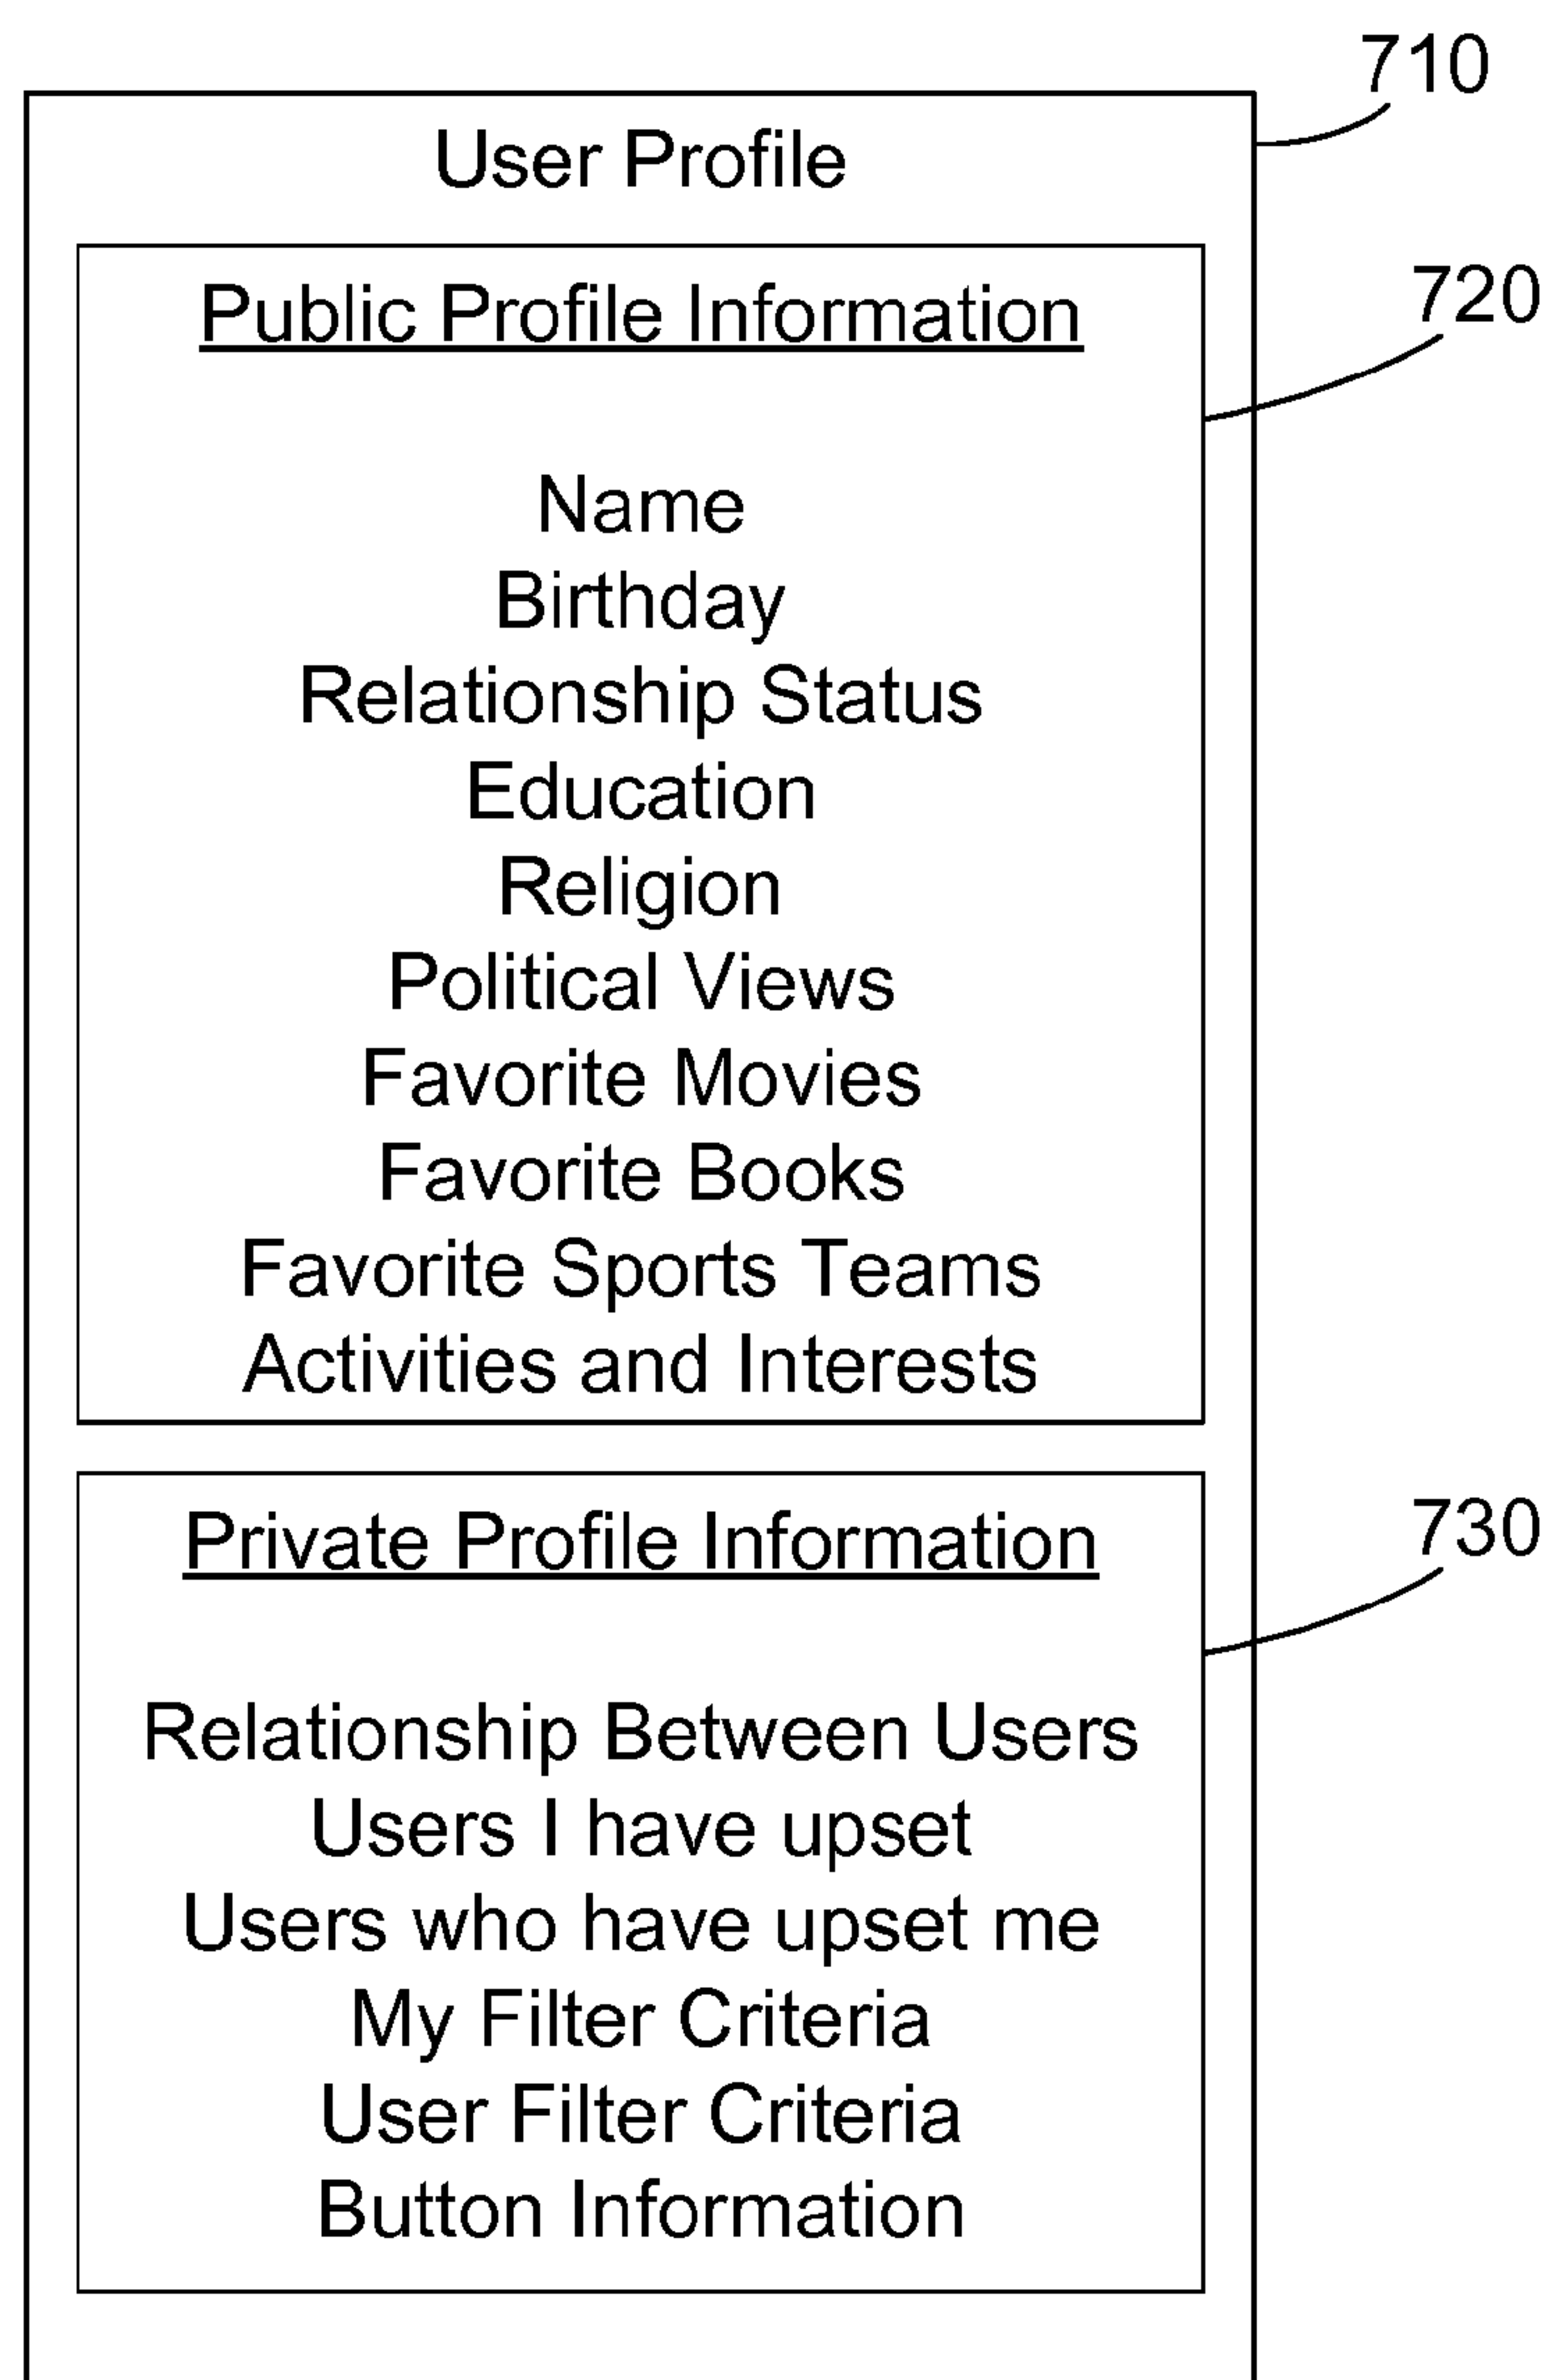 710
User Profile
720
Public Profile Information
Name
Birthday
Relationship Status
Education
Religion
Political Views
Favorite Movies
Favorite Books
Favorite Sports Teams
Activities and Interests
730
Private Profile Information
Relationship Between Users
Users I have upset
Users who have upset me
My Filter Criteria
User Filter Criteria
Button Information